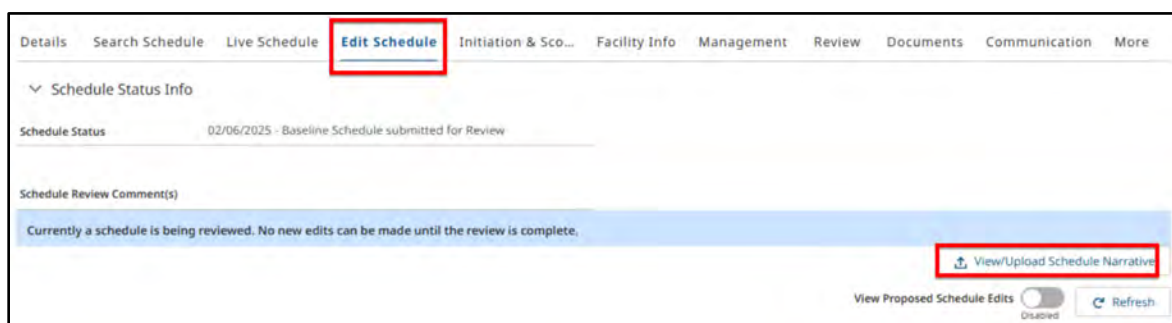 Details Search Schedule Live Schedule Edit Schedule Initiation & Sco... Facility Info Management Review Documents Communication More
Schedule Status Info
Schedule Status 02/06/2025 - Baseline Schedule submitted for Review
Schedule Review Comment(s)
Currently a schedule is being reviewed. No new edits can be made until the review is complete.
View/Upload Schedule Narrative
View Proposed Schedule Edits Disabled Refresh